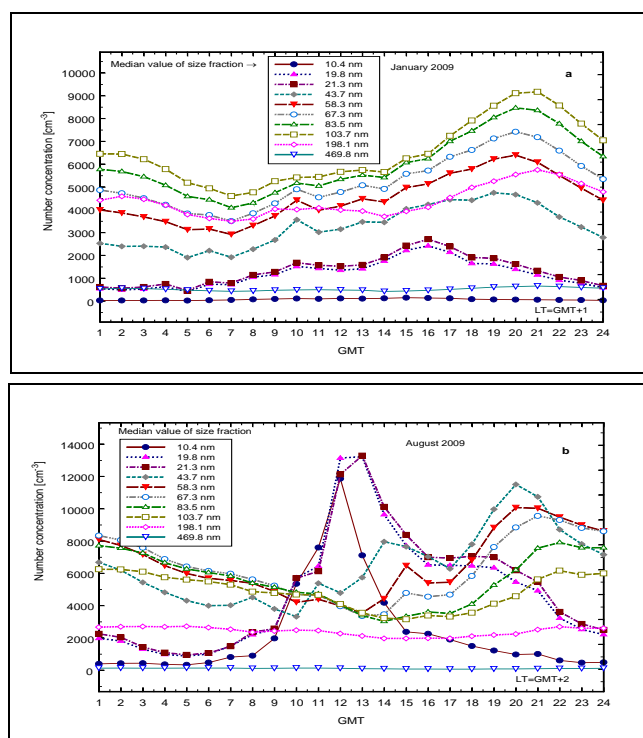 Median value of size fraction →
January 2009
a
10.4 nm
19.8 nm
21.3 nm
43.7 nm
58.3 nm
67.3 nm
83.5 nm
103.7 nm
198.1 nm
469.8 nm
Number concentration [cm-3]
10000
9000
8000
7000
6000
5000
4000
3000
2000
1000
0
LT=GMT+1
1 2 3 4 5 6 7 8 9 10 11 12 13 14 15 16 17 18 19 20 21 22 23 24
GMT
Median value of size fraction
August 2009
b
10.4 nm
19.8 nm
21.3 nm
43.7 nm
58.3 nm
67.3 nm
83.5 nm
103.7 nm
198.1 nm
469.8 nm
Number concentration [cm-3]
14000
12000
10000
8000
6000
4000
2000
0
LT=GMT+2
1 2 3 4 5 6 7 8 9 10 11 12 13 14 15 16 17 18 19 20 21 22 23 24
GMT